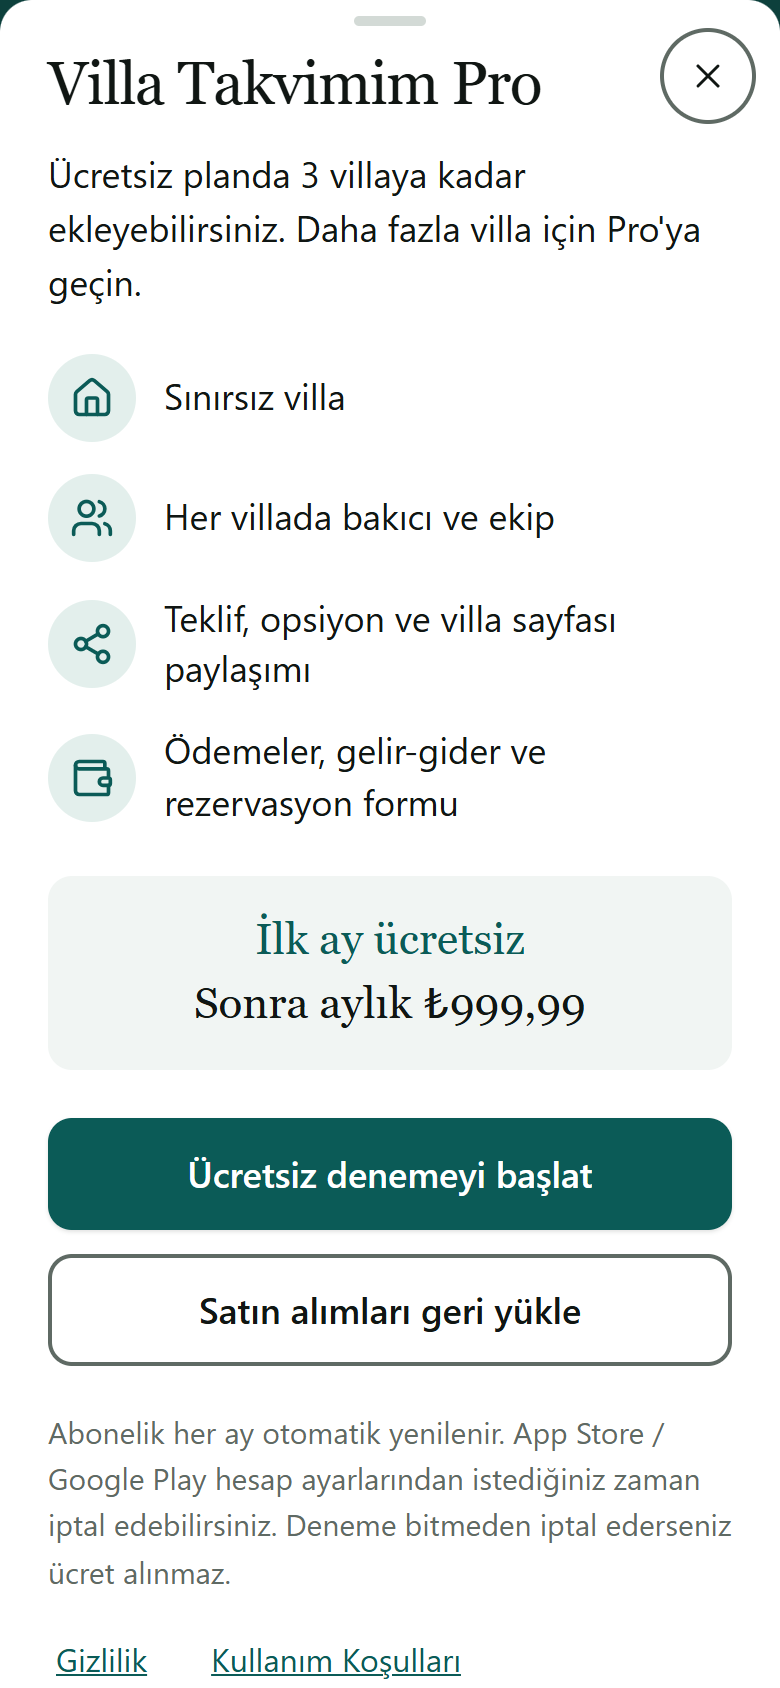 Villa Takvimim Pro
Ücretsiz planda 3 villaya kadar
ekleyebilirsiniz. Daha fazla villa için Pro'ya
geçin.
Sınırsız villa
Her villada bakıcı ve ekip
Teklif, opsiyon ve villa sayfası
paylaşımı
Ödemeler, gelir-gider ve
rezervasyon formu
İlk ay ücretsiz
Sonra aylık ₺999,99
Ücretsiz denemeyi başlat
Satın alımları geri yükle
Abonelik her ay otomatik yenilenir. App Store /
Google Play hesap ayarlarından istediğiniz zaman
iptal edebilirsiniz. Deneme bitmeden iptal ederseniz
ücret alınmaz.
Gizlilik
Kullanım Koşulları